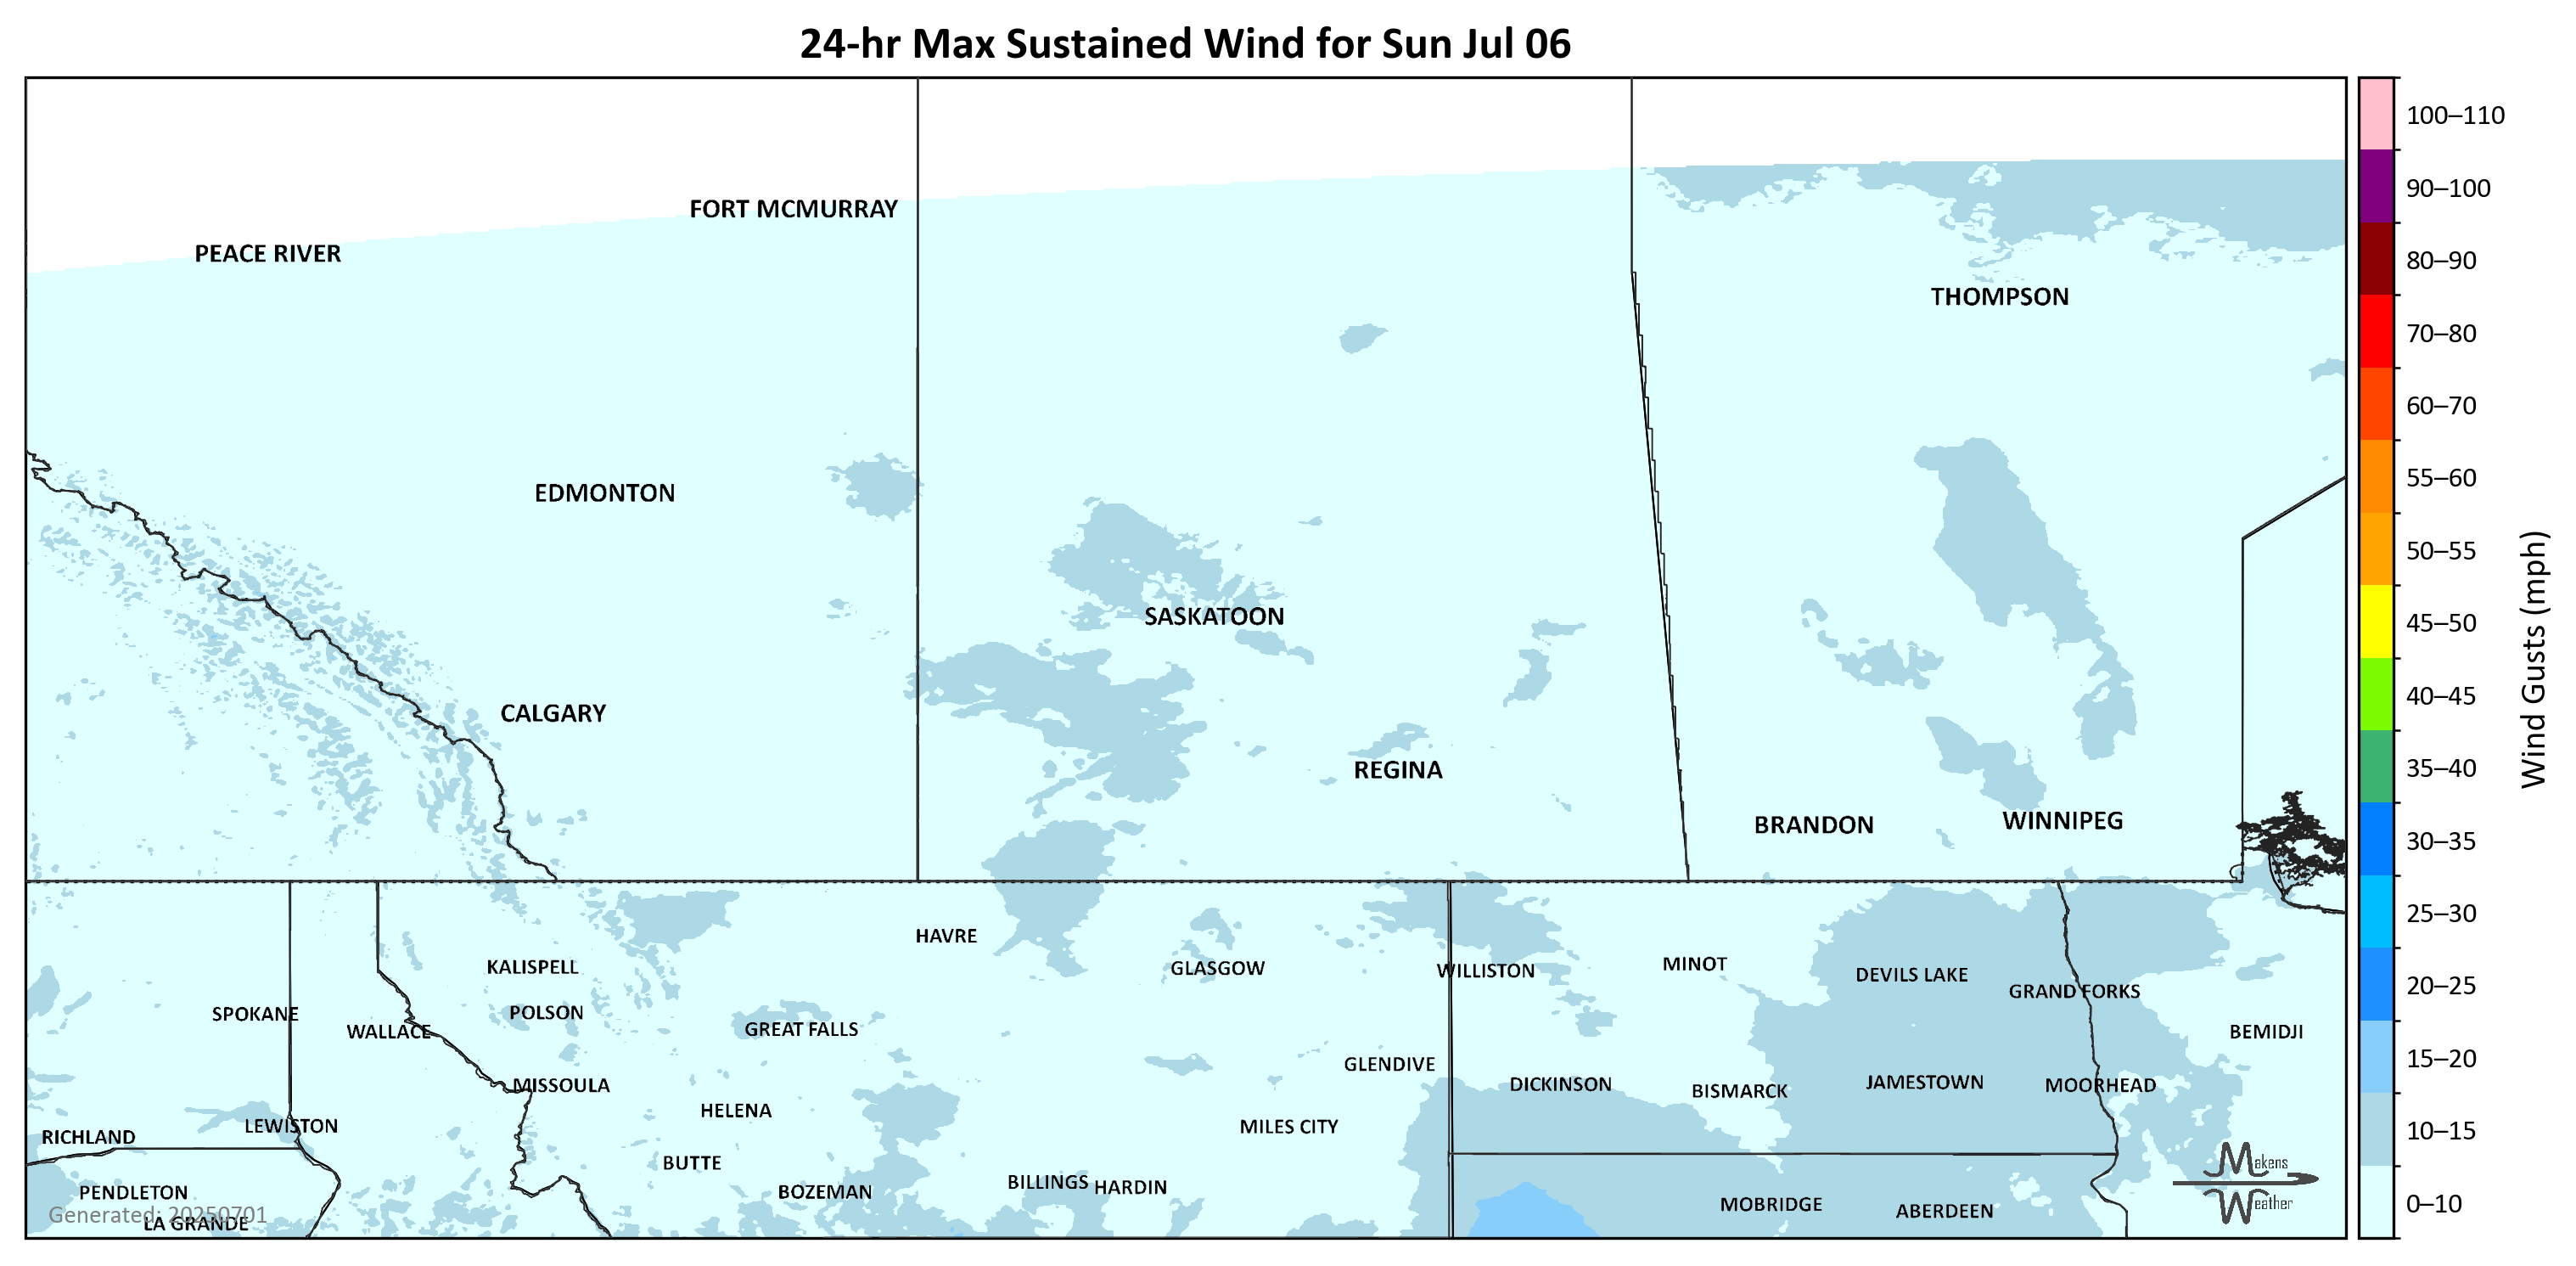 24-hr Max Sustained Wind for Sun Jul 06
100–110
90–100
80–90
70–80
60–70
55–60
50–55
45–50
40–45
35–40
30–35
25–30
20–25
15–20
10–15
0–10
Wind Gusts (mph)
FORT MCMURRAY
PEACE RIVER
THOMPSON
EDMONTON
SASKATOON
CALGARY
REGINA
BRANDON
WINNIPEG
HAVRE
KALISPELL
GLASGOW
WILLISTON
MINOT
DEVILS LAKE
GRAND FORKS
SPOKANE
POLSON
WALLACE
GREAT FALLS
BEMIDJI
GLENDIVE
MISSOULA
DICKINSON
BISMARCK
JAMESTOWN
MOORHEAD
HELENA
LEWISTON
MILES CITY
RICHLAND
BUTTE
BILLINGS
HARDIN
PENDLETON
BOZEMAN
MOBRIDGE
ABERDEEN
LA GRANDE
Generated: 20250701
Makens
Weather